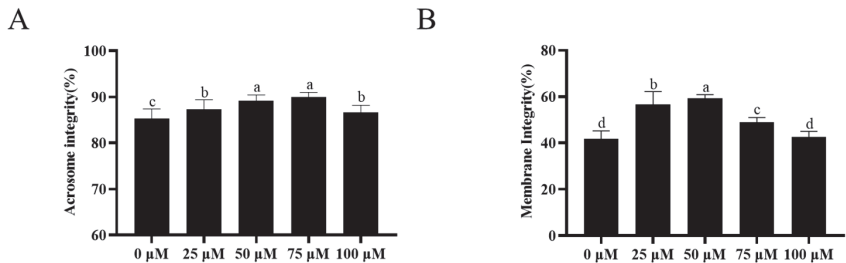 A
Acrosome integrity(%)
100
90
80
70
60
c
b
a
a
b
0 μM
25 μM
50 μM
75 μM
100 μM
B
Membrane Integrity(%)
80
60
40
20
0
d
b
a
c
d
0 μM
25 μM
50 μM
75 μM
100 μM